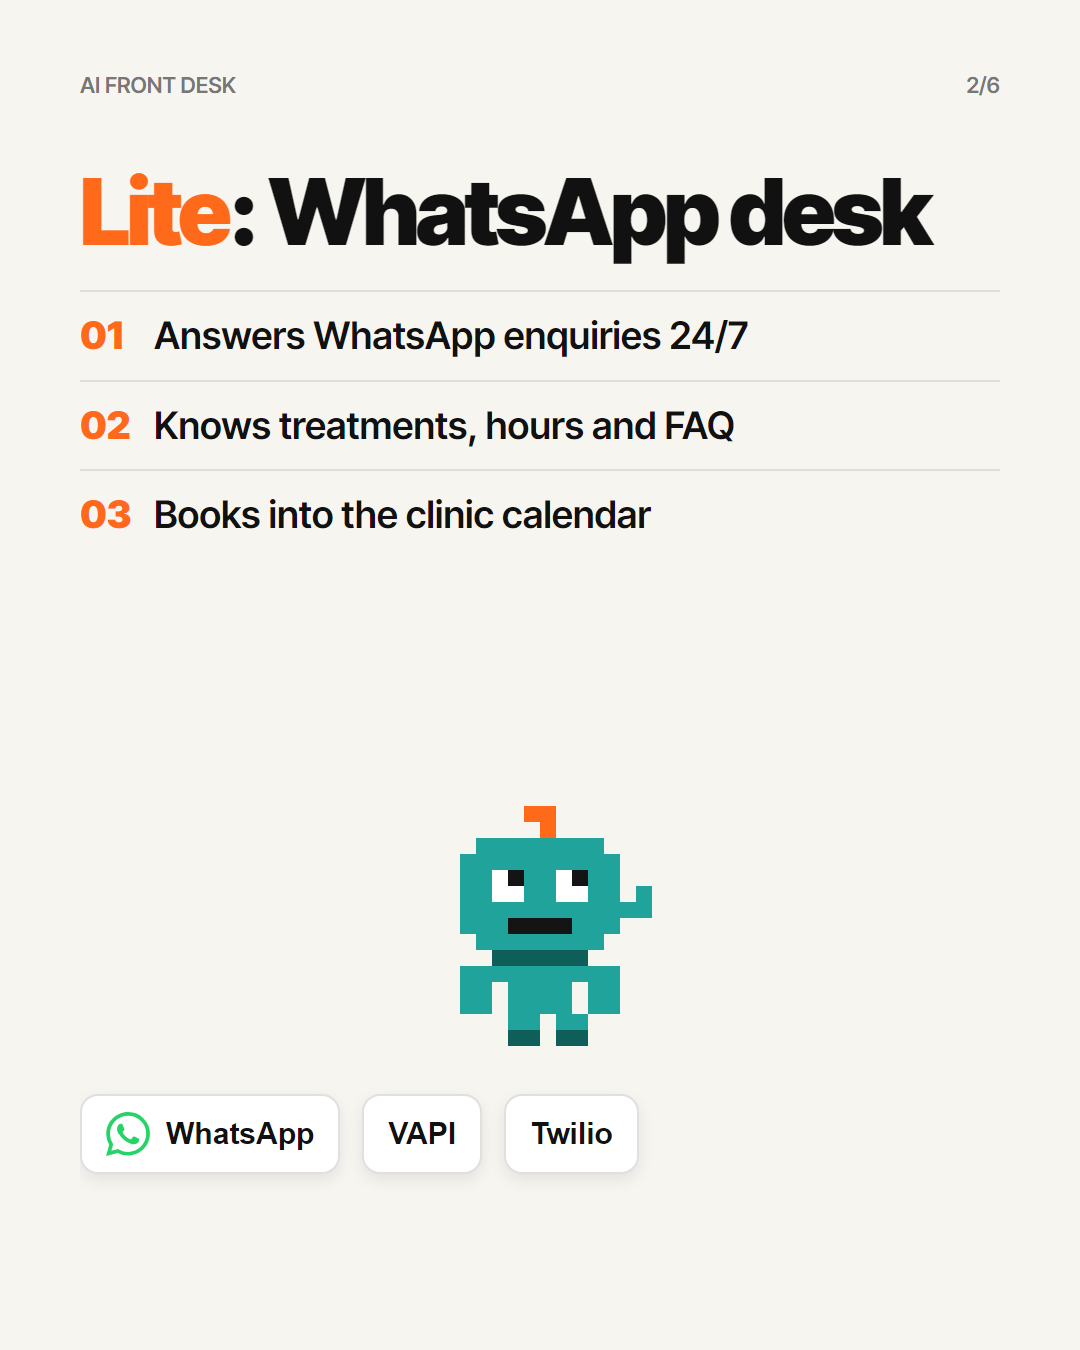 AI FRONT DESK
2/6
Lite: WhatsApp desk
01 Answers WhatsApp enquiries 24/7
02 Knows treatments, hours and FAQ
03 Books into the clinic calendar
WhatsApp
VAPI
Twilio